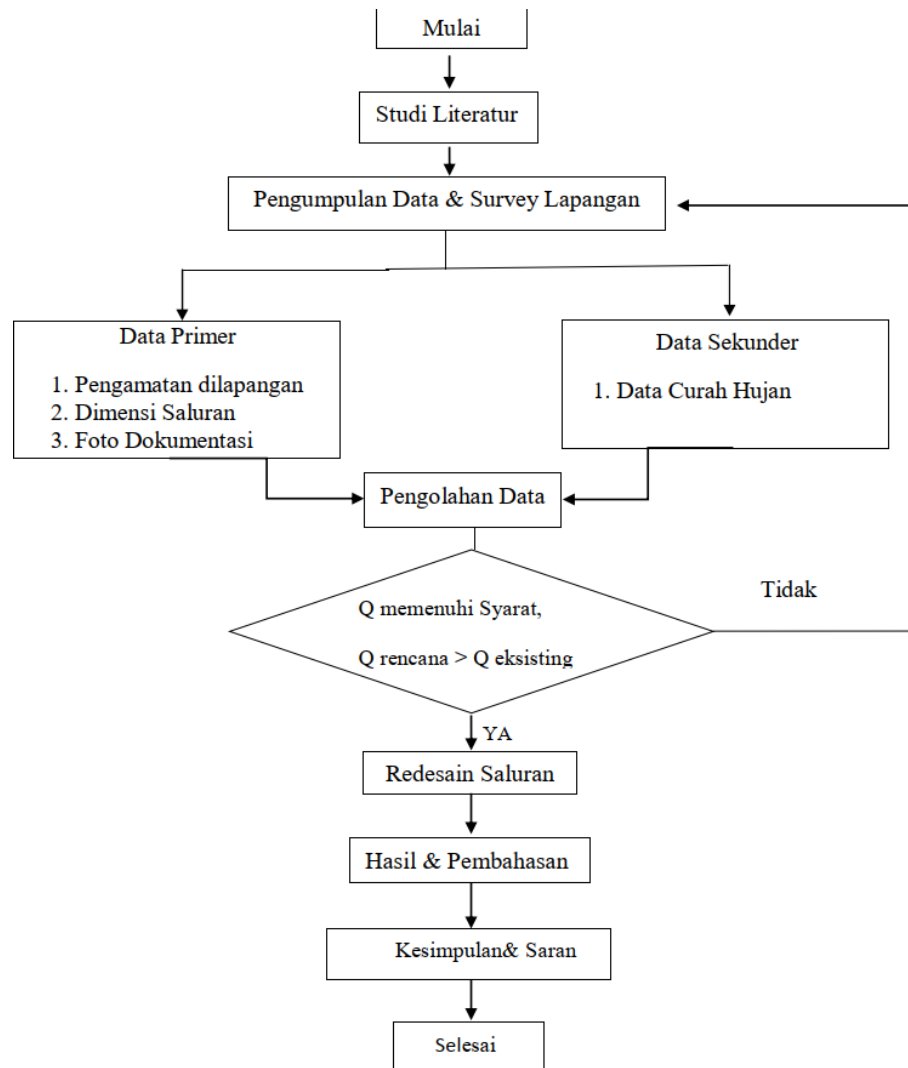 Mulai
Studi Literatur
Pengumpulan Data & Survey Lapangan
Data Primer
1. Pengamatan dilapangan
2. Dimensi Saluran
3. Foto Dokumentasi
Data Sekunder
1. Data Curah Hujan
Pengolahan Data
Q memenuhi Syarat,
Q rencana > Q eksisting
Tidak
YA
Redesain Saluran
Hasil & Pembahasan
Kesimpulan& Saran
Selesai